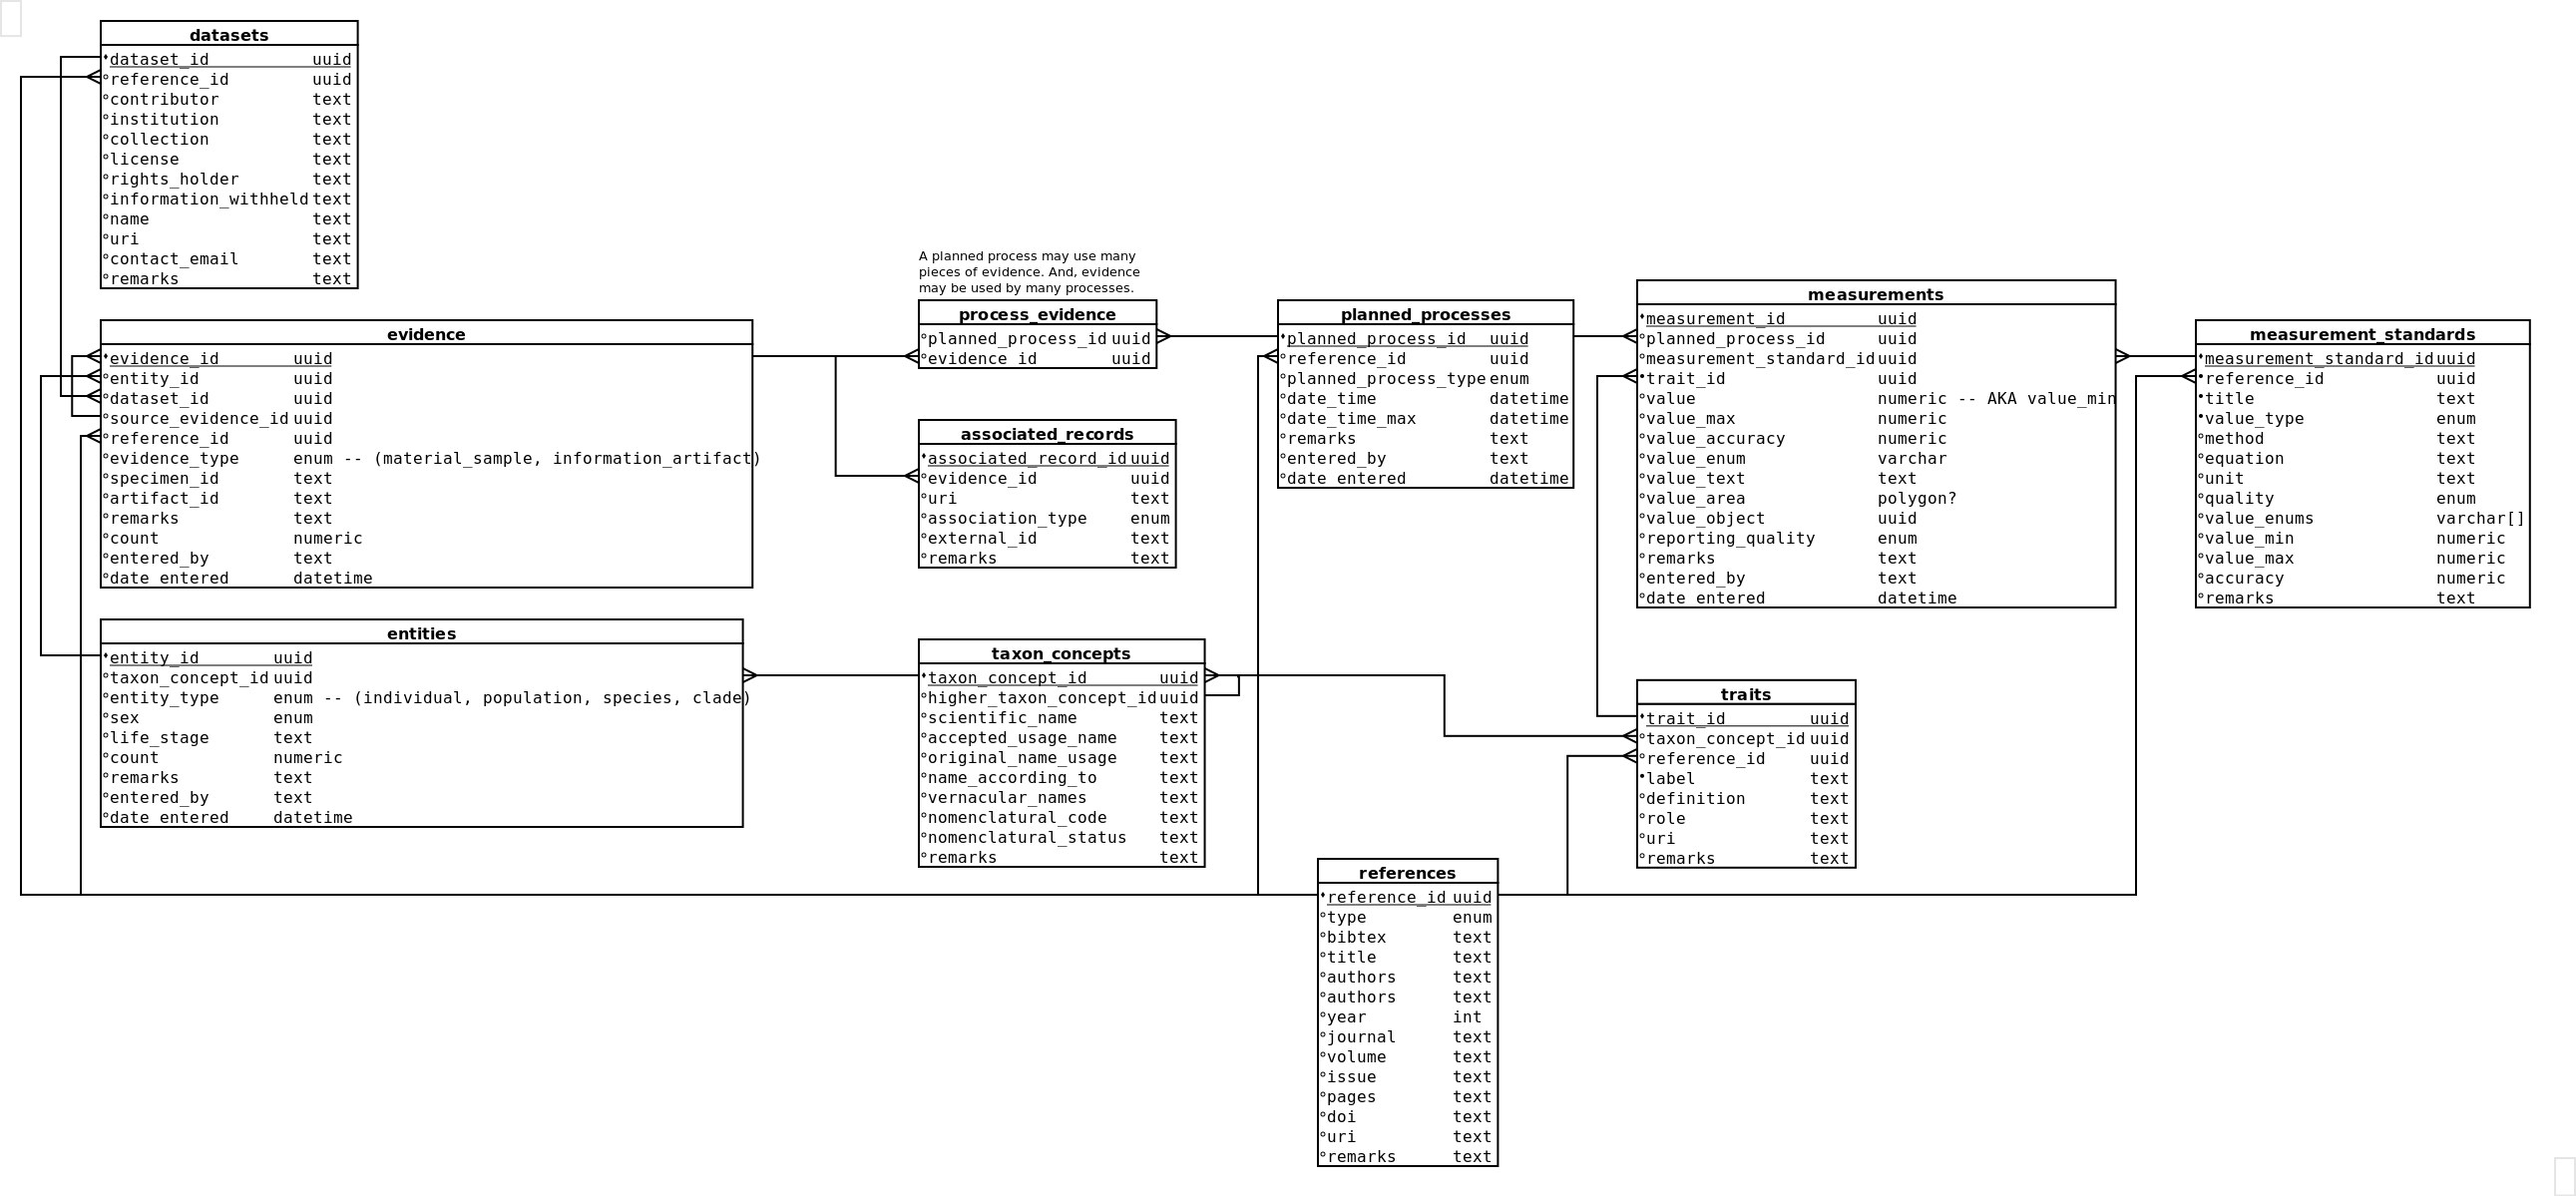 datasets
dataset_id uuid
reference_id uuid
contributor text
institution text
collection text
license text
rights_holder text
information_withheld text
name text
uri text
contact_email text
remarks text
evidence
evidence_id uuid
entity_id uuid
dataset_id uuid
source_evidence_id uuid
reference_id uuid
evidence_type enum -- (material_sample, information_artifact)
specimen_id text
artifact_id text
remarks text
count numeric
entered_by text
date_entered datetime
entities
entity_id uuid
taxon_concept_id uuid
entity_type enum -- (individual, population, species, clade)
sex enum
life_stage text
count numeric
remarks text
entered_by text
date_entered datetime
A planned process may use many
pieces of evidence. And, evidence
may be used by many processes.
process_evidence
planned_process_id uuid
evidence_id uuid
associated_records
associated_record_id uuid
evidence_id uuid
uri text
association_type enum
external_id text
remarks text
taxon_concepts
taxon_concept_id uuid
higher_taxon_concept_id uuid
scientific_name text
accepted_usage_name text
original_name_usage text
name_according_to text
vernacular_names text
nomenclatural_code text
nomenclatural_status text
remarks text
planned_processes
planned_process_id uuid
reference_id uuid
planned_process_type enum
date_time datetime
date_time_max datetime
remarks text
entered_by text
date_entered datetime
references
reference_id uuid
type enum
bibtex text
title text
authors text
authors text
year int
journal text
volume text
issue text
pages text
doi text
uri text
remarks text
measurements
measurement_id uuid
planned_process_id uuid
measurement_standard_id uuid
trait_id uuid
value numeric -- AKA value_min
value_max numeric
value_accuracy numeric
value_enum varchar
value_text text
value_area polygon?
value_object uuid
reporting_quality enum
remarks text
entered_by text
date_entered datetime
traits
trait_id uuid
taxon_concept_id uuid
reference_id uuid
label text
definition text
role text
uri text
remarks text
measurement_standards
measurement_standard_id uuid
reference_id uuid
title text
value_type enum
method text
equation text
unit text
quality enum
value_enums varchar[]
value_min numeric
value_max numeric
accuracy numeric
remarks text